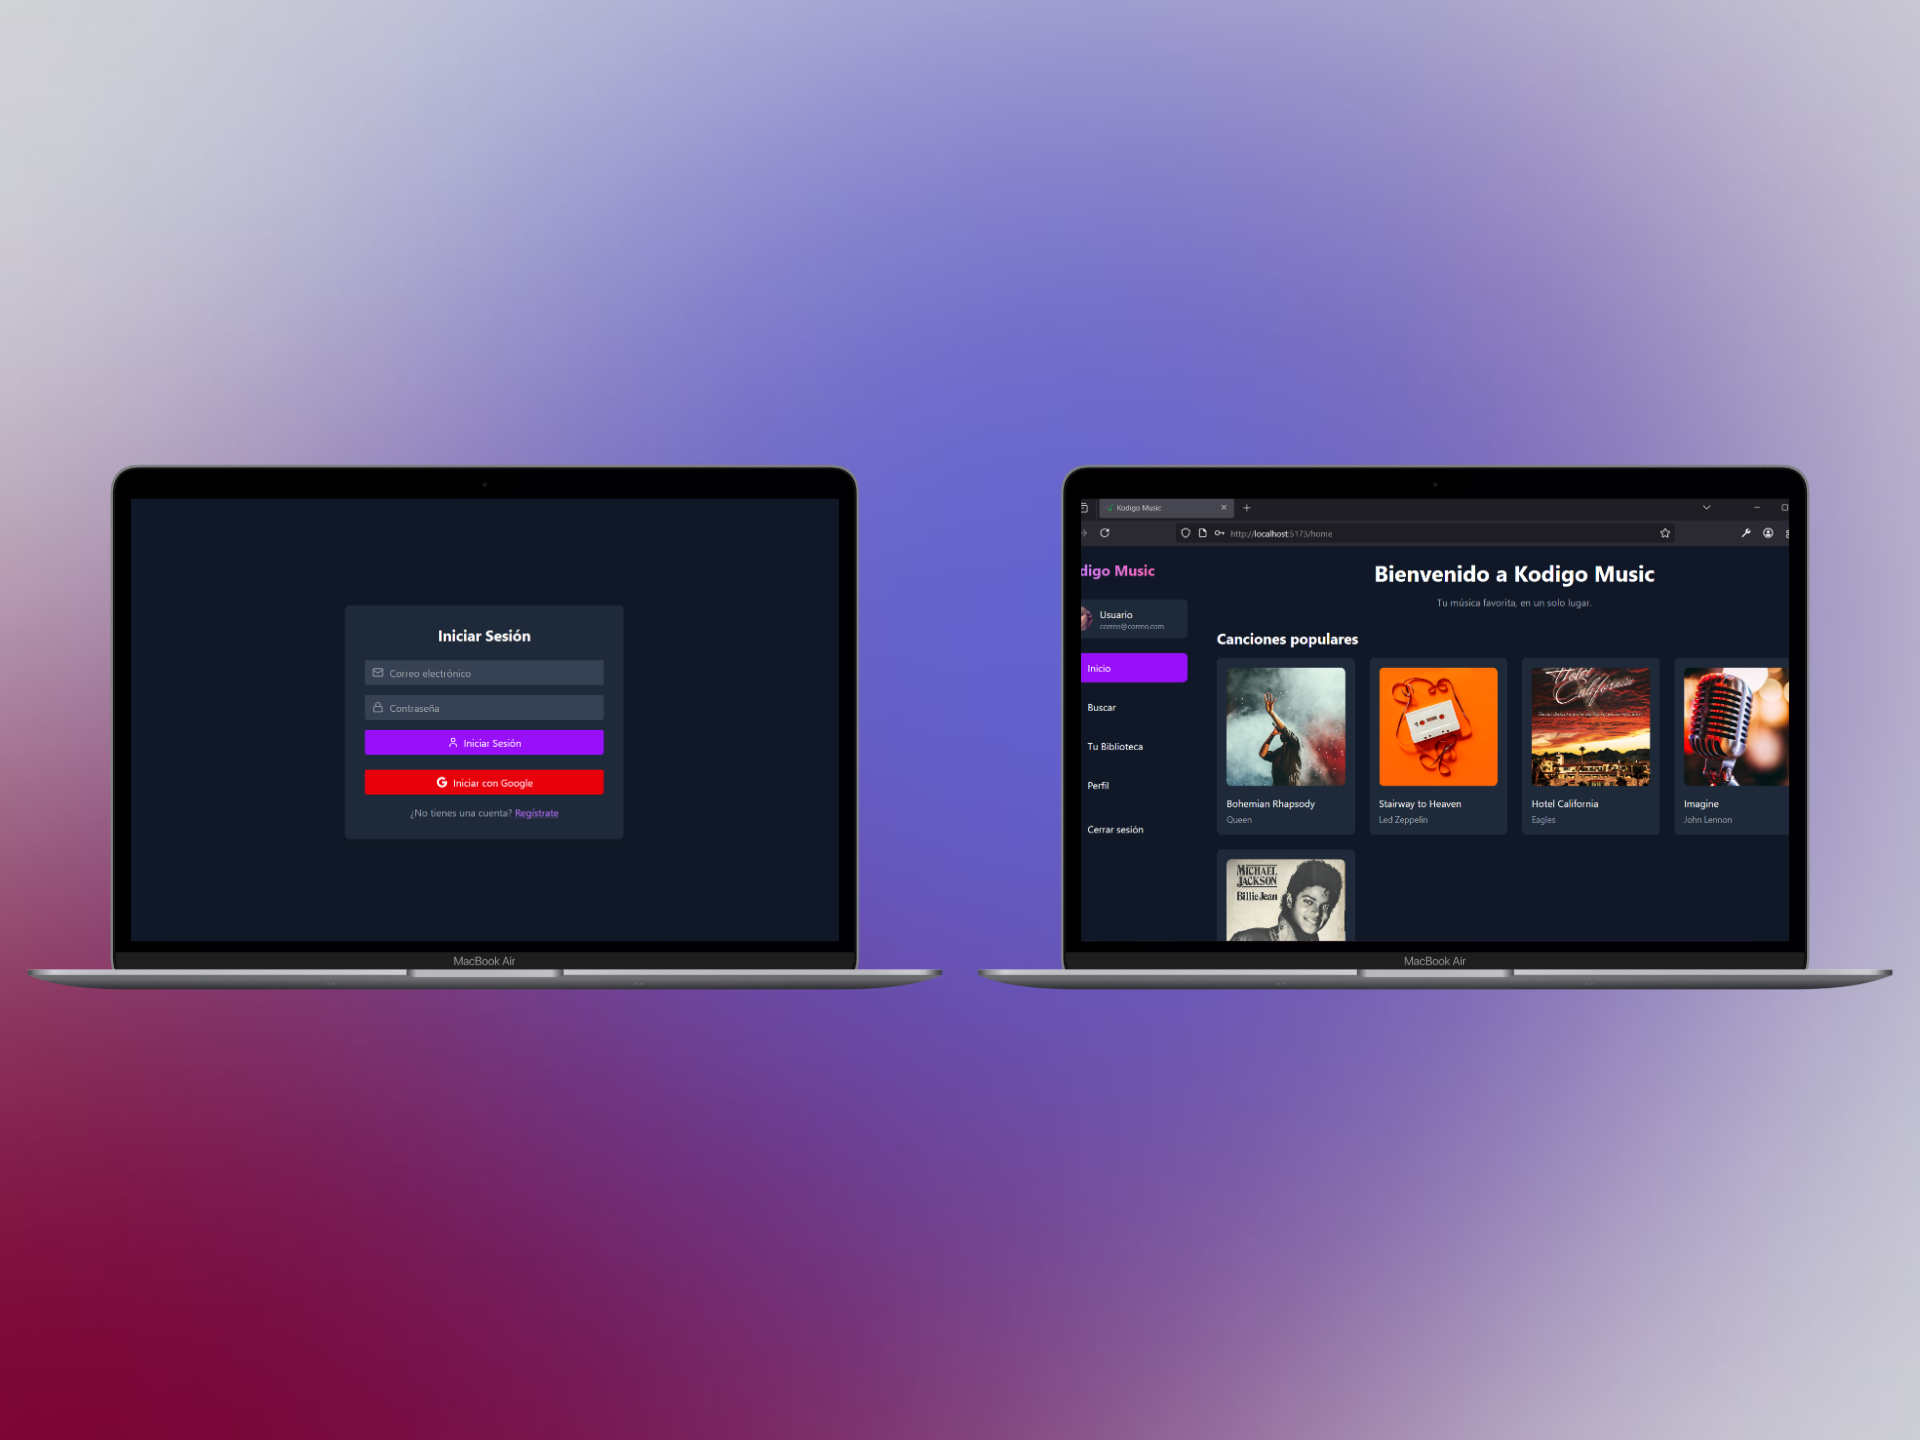 Iniciar Sesión
Correo electrónico
Contraseña
Iniciar Sesión
Iniciar con Google
¿No tienes una cuenta? Regístrate
MacBook Air
Kodigo Music
http://localhost:5173/home
digo Music
Usuario
correo@correo.com
Inicio
Buscar
Tu Biblioteca
Perfil
Cerrar sesión
Bienvenido a Kodigo Music
Tu música favorita, en un solo lugar.
Canciones populares
Hotel
California
Bohemian Rhapsody
Queen
Stairway to Heaven
Led Zeppelin
Hotel California
Eagles
Imagine
John Lennon
MICHAEL
JACKSON
Billie Jean
MacBook Air